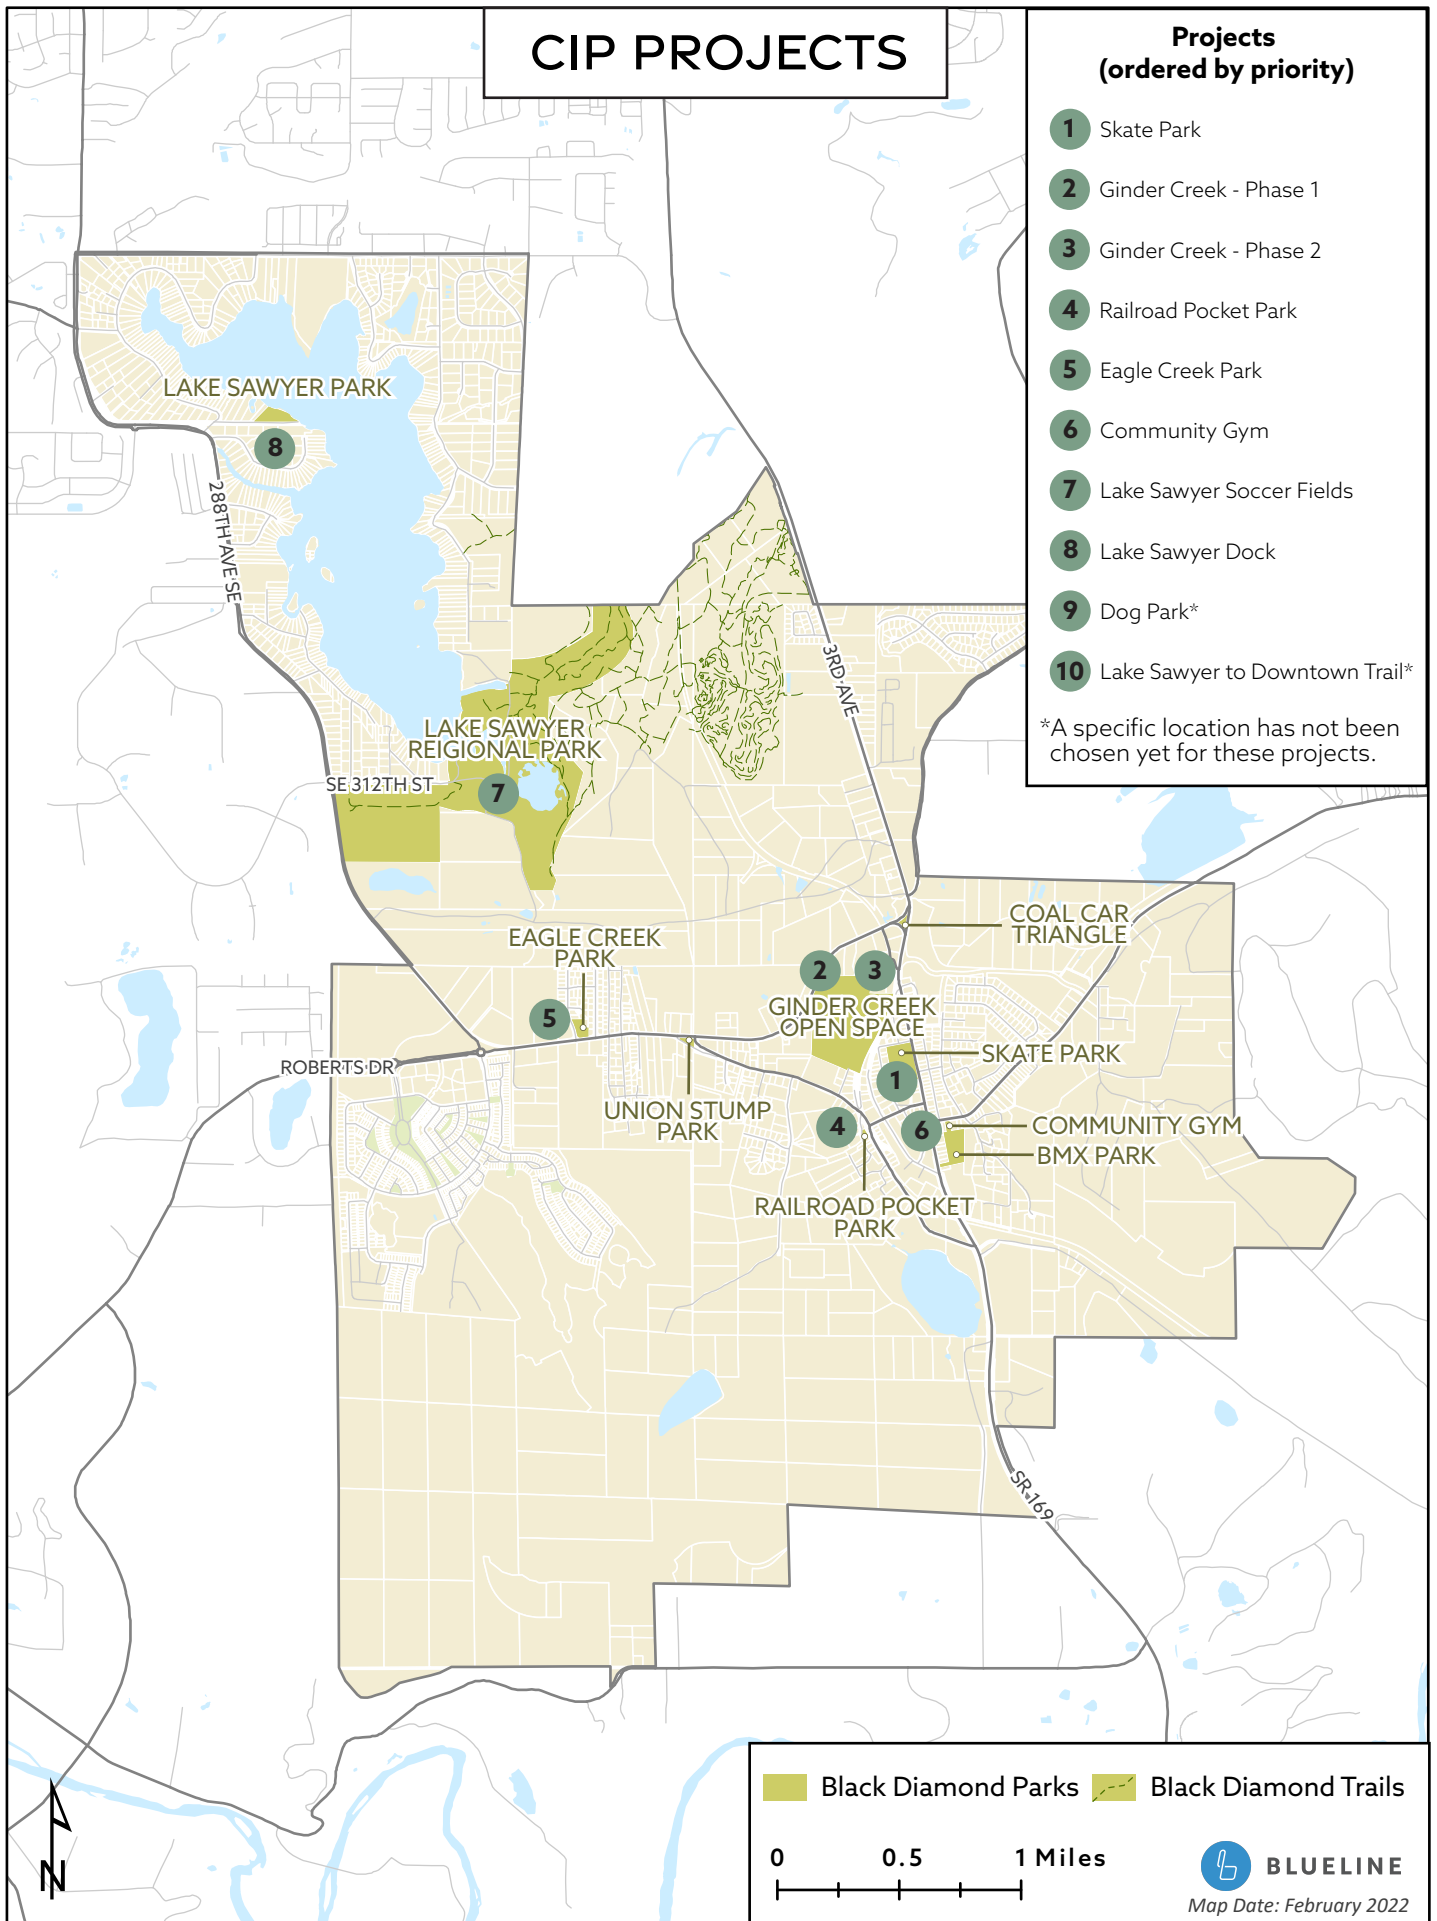 CIP PROJECTS
Projects
(ordered by priority)
1 Skate Park
2 Ginder Creek - Phase 1
3 Ginder Creek - Phase 2
4 Railroad Pocket Park
5 Eagle Creek Park
6 Community Gym
7 Lake Sawyer Soccer Fields
8 Lake Sawyer Dock
9 Dog Park*
10 Lake Sawyer to Downtown Trail*
*A specific location has not been
chosen yet for these projects.
LAKE SAWYER PARK
8
288TH AVE SE
3RD AVE
LAKE SAWYER
REIGIONAL PARK
SE 312TH ST
7
COAL CAR
TRIANGLE
EAGLE CREEK
PARK
2
3
GINDER CREEK
OPEN SPACE
5
SKATE PARK
ROBERTS DR
1
UNION STUMP
PARK
4
6
COMMUNITY GYM
BMX PARK
RAILROAD POCKET
PARK
SR 169
Black Diamond Parks
Black Diamond Trails
0 0.5 1 Miles
N
BLUELINE
Map Date: February 2022